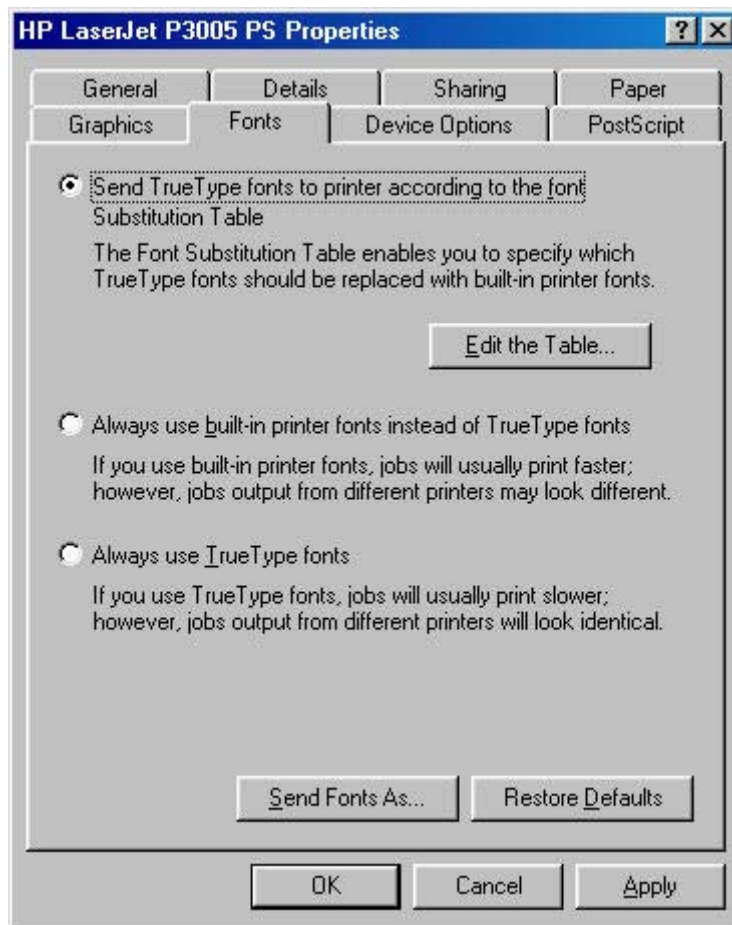 HP LaserJet P3005 PS Properties
General Details Sharing Paper
Graphics Fonts Device Options PostScript
Send TrueType fonts to printer according to the font
Substitution Table
The Font Substitution Table enables you to specify which
TrueType fonts should be replaced with built-in printer fonts.
Edit the Table...
Always use built-in printer fonts instead of TrueType fonts
If you use built-in printer fonts, jobs will usually print faster;
however, jobs output from different printers may look different.
Always use TrueType fonts
If you use TrueType fonts, jobs will usually print slower;
however, jobs output from different printers will look identical.
Send Fonts As... Restore Defaults
OK Cancel Apply